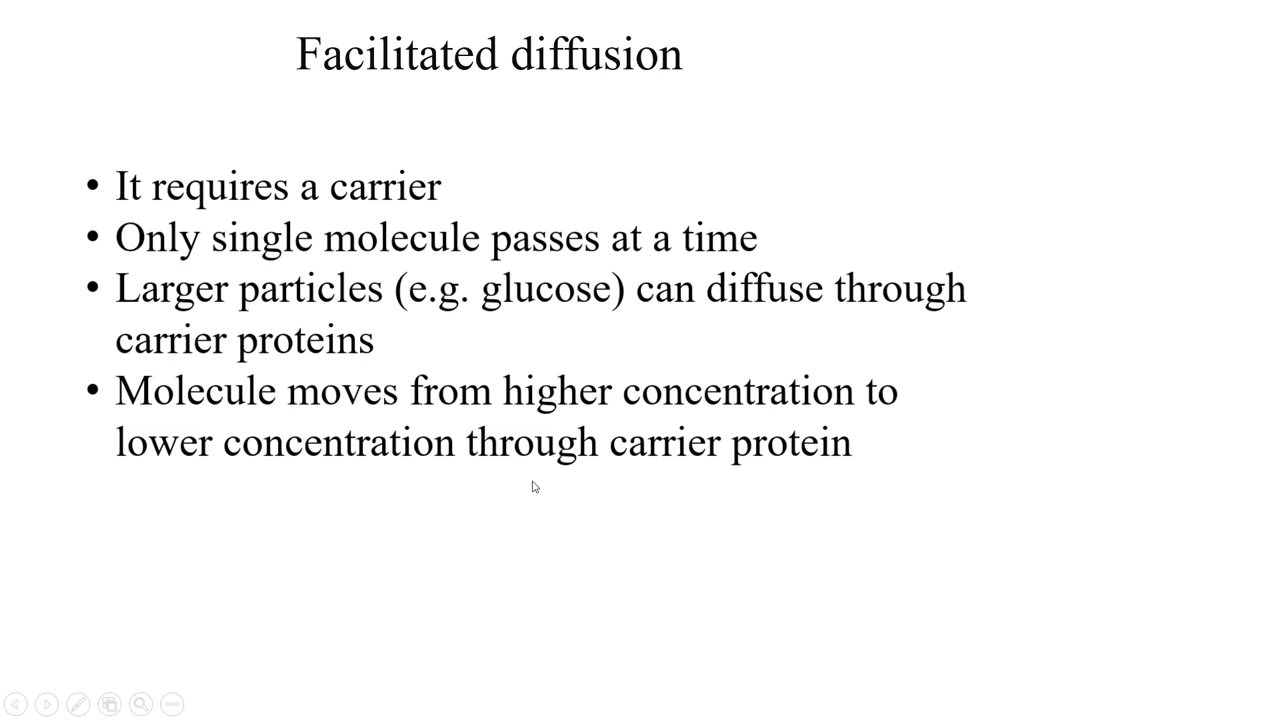 Facilitated diffusion
• It requires a carrier
• Only single molecule passes at a time
• Larger particles (e.g. glucose) can diffuse through
carrier proteins
• Molecule moves from higher concentration to
lower concentration through carrier protein